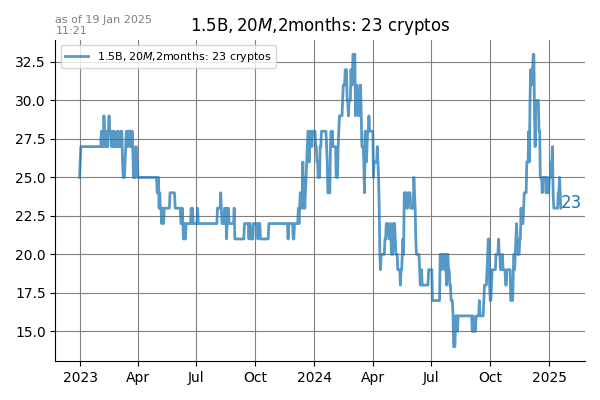 as of 19 Jan 2025
11:21
1.5B, 20M,2months: 23 cryptos
1.5B, 20M,2months: 23 cryptos
32.5
30.0
27.5
25.0
22.5
20.0
17.5
15.0
23
2023 Apr Jul Oct 2024 Apr Jul Oct 2025